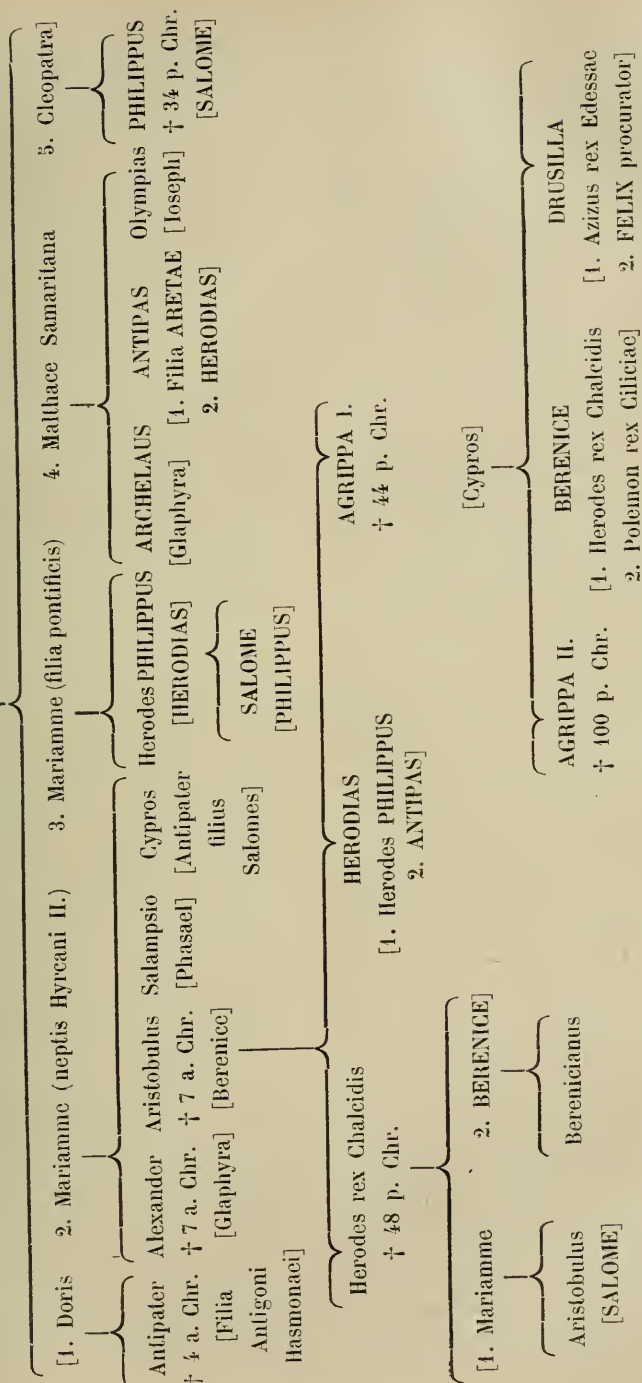 [1. Doris 2. Mariamme (neptis Hyrcani II.) 3. Mariamme (filia pontificis) 4. Malthace Samaritana 5. Cleopatra]
Antipater Alexander Aristobulus Salampsio Cypros Herodes PHILIPPUS ARCHELAUS ANTIPAS Olympias PHILIPPUS
† 4 a. Chr. † 7 a. Chr. † 7 a. Chr. [Phasael] [Antipater [HERODIAS] [Glaphyra] [1. Filia ARETAE [Ioseph] † 34 p. Chr.
[Filia [Glaphyra] [Berenice] filius 2. HERODIAS] [SALOME]
Antigoni Salomes] SALOME
Hasmonaei] [PHILIPPUS]
Herodes rex Chalcidis HERODIAS AGRIPPA I.
† 48 p. Chr. [1. Herodes PHILIPPUS † 44 p. Chr.
2. ANTIPAS]
[1. Mariamme 2. BERENICE] [Cypros]
Aristobulus Berenicianus AGRIPPA II. BERENICE DRUSILLA
[SALOME] † 100 p. Chr. [1. Herodes rex Chalcidis [1. Azizus rex Edessae
2. Polemon rex Ciliciae] 2. FELIX procurator]